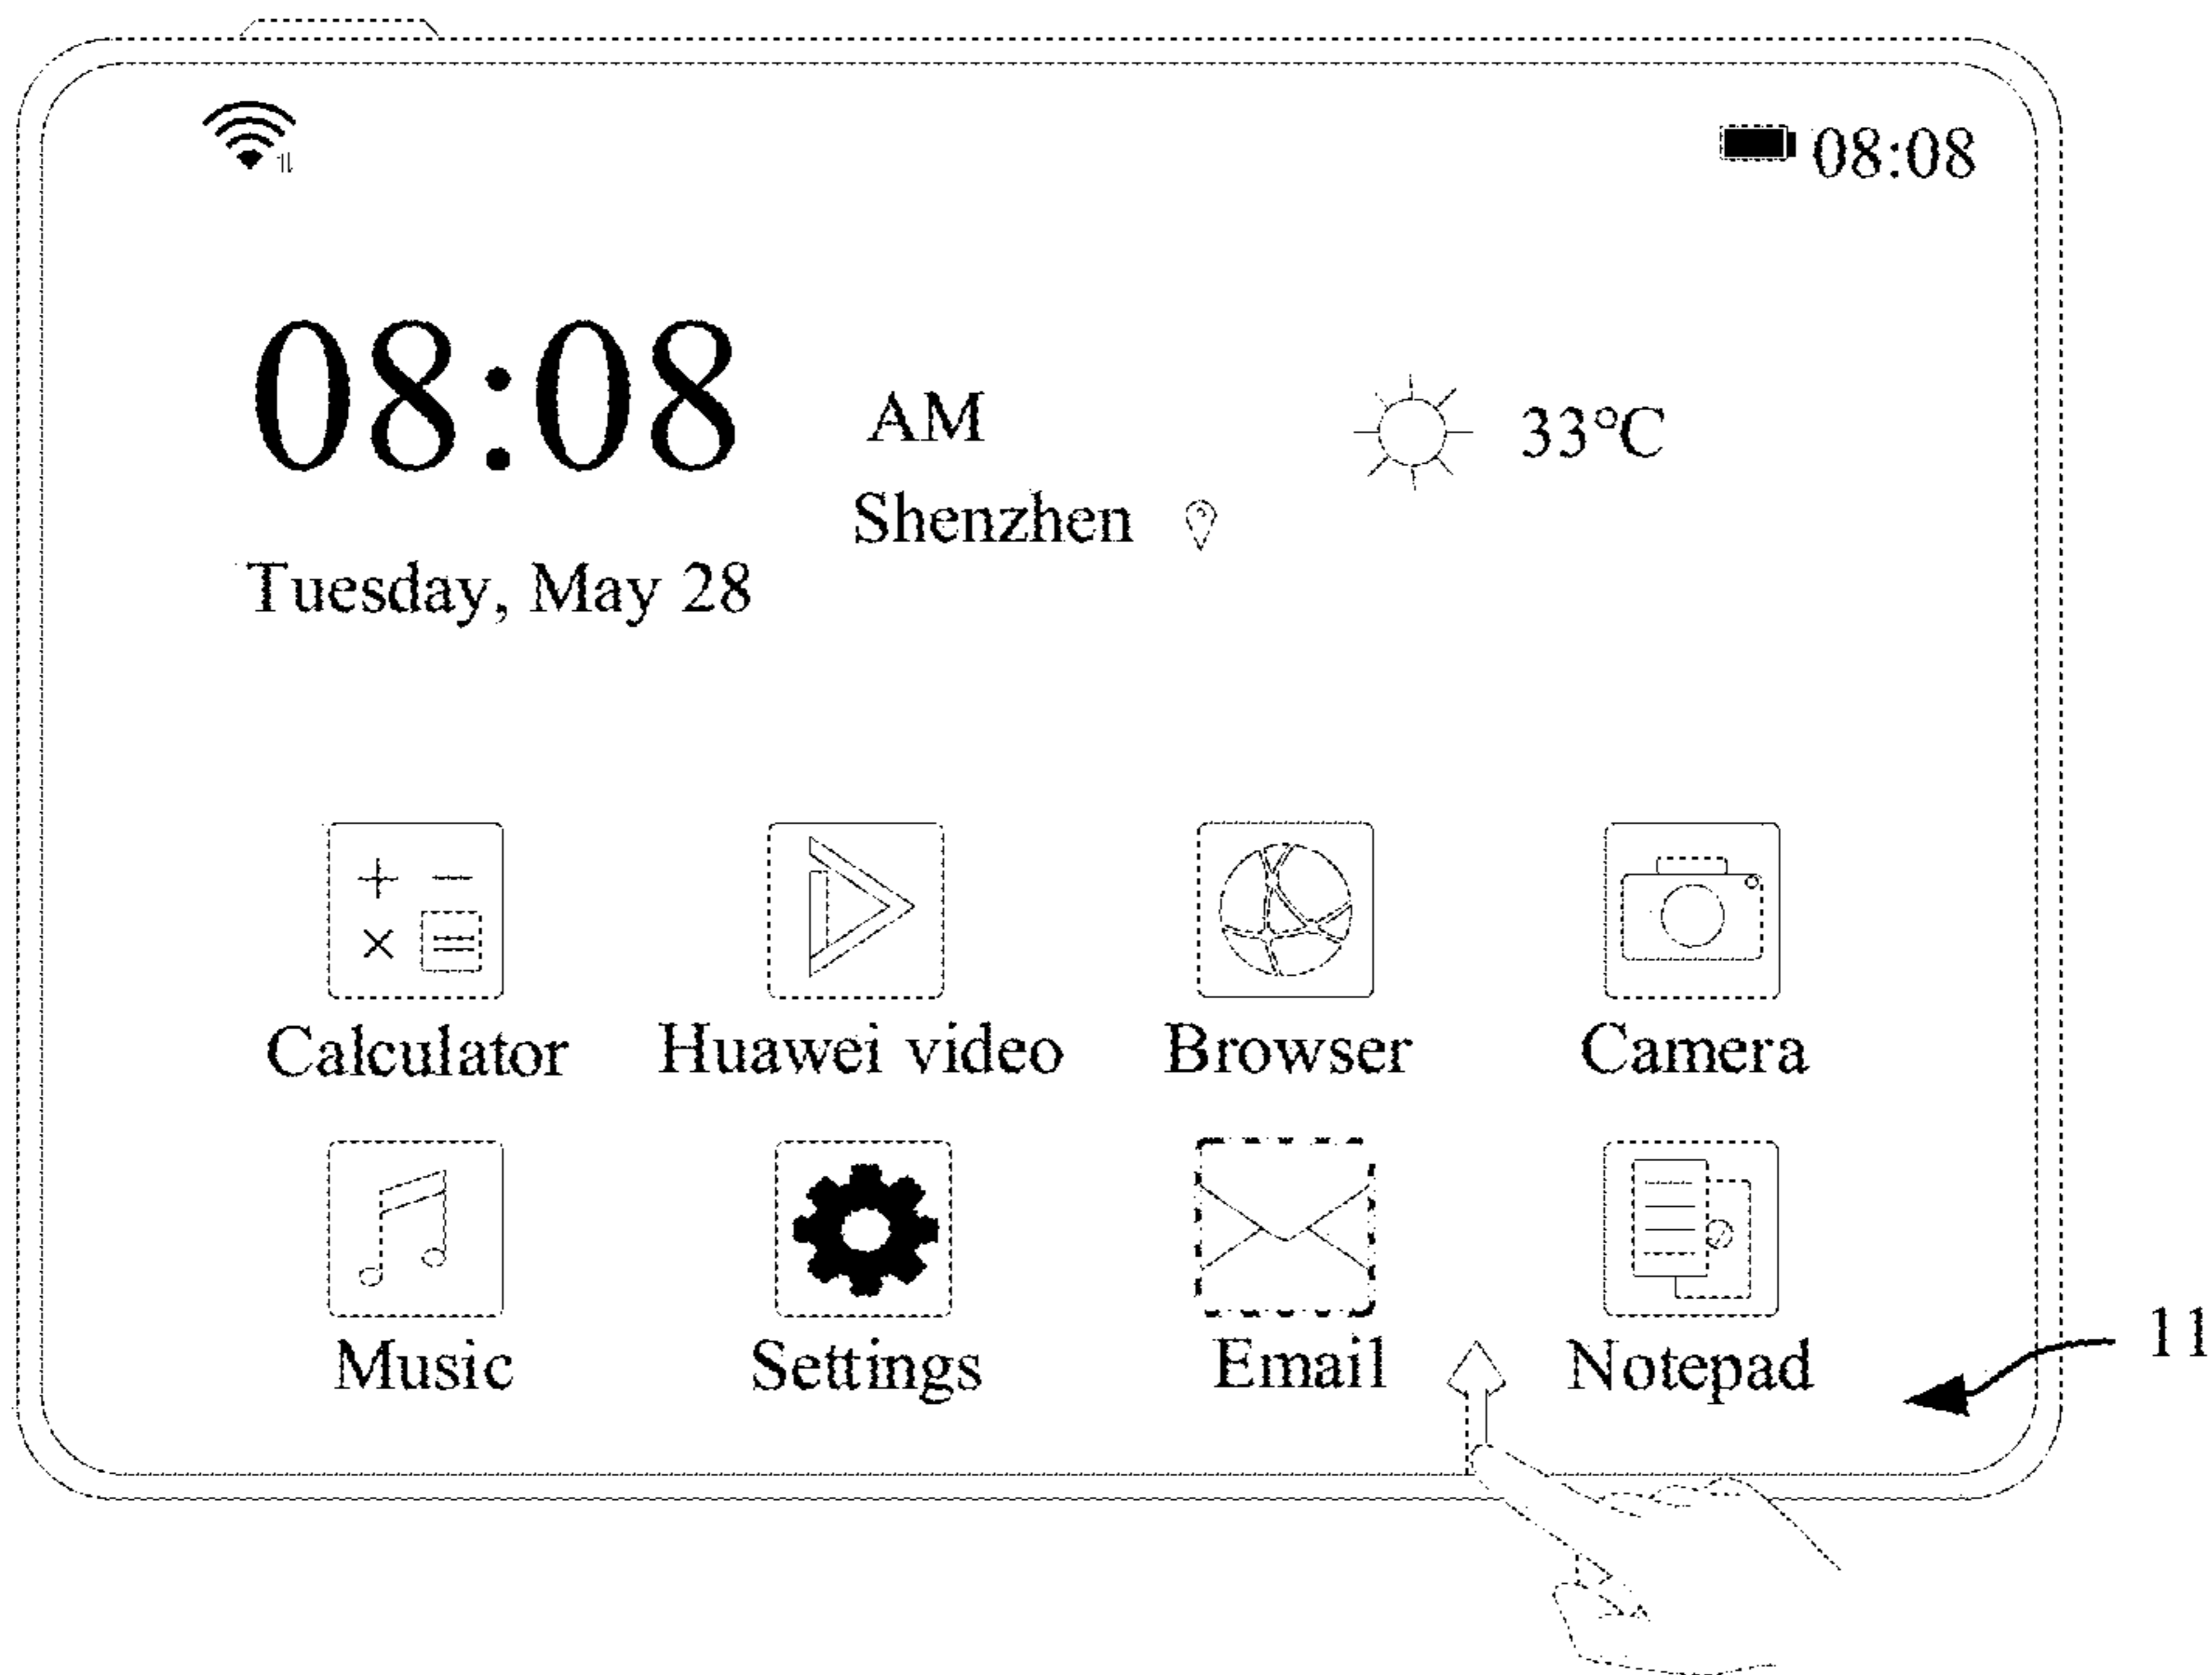 08:08
08:08 AM 33°C
Shenzhen
Tuesday, May 28
Calculator Huawei video Browser Camera
Music Settings Email Notepad
11